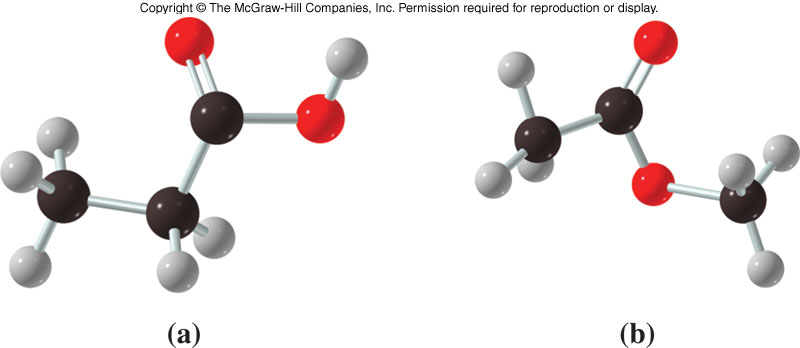 Copyright © The McGraw-Hill Companies, Inc. Permission required for reproduction or display.
(a)
(b)